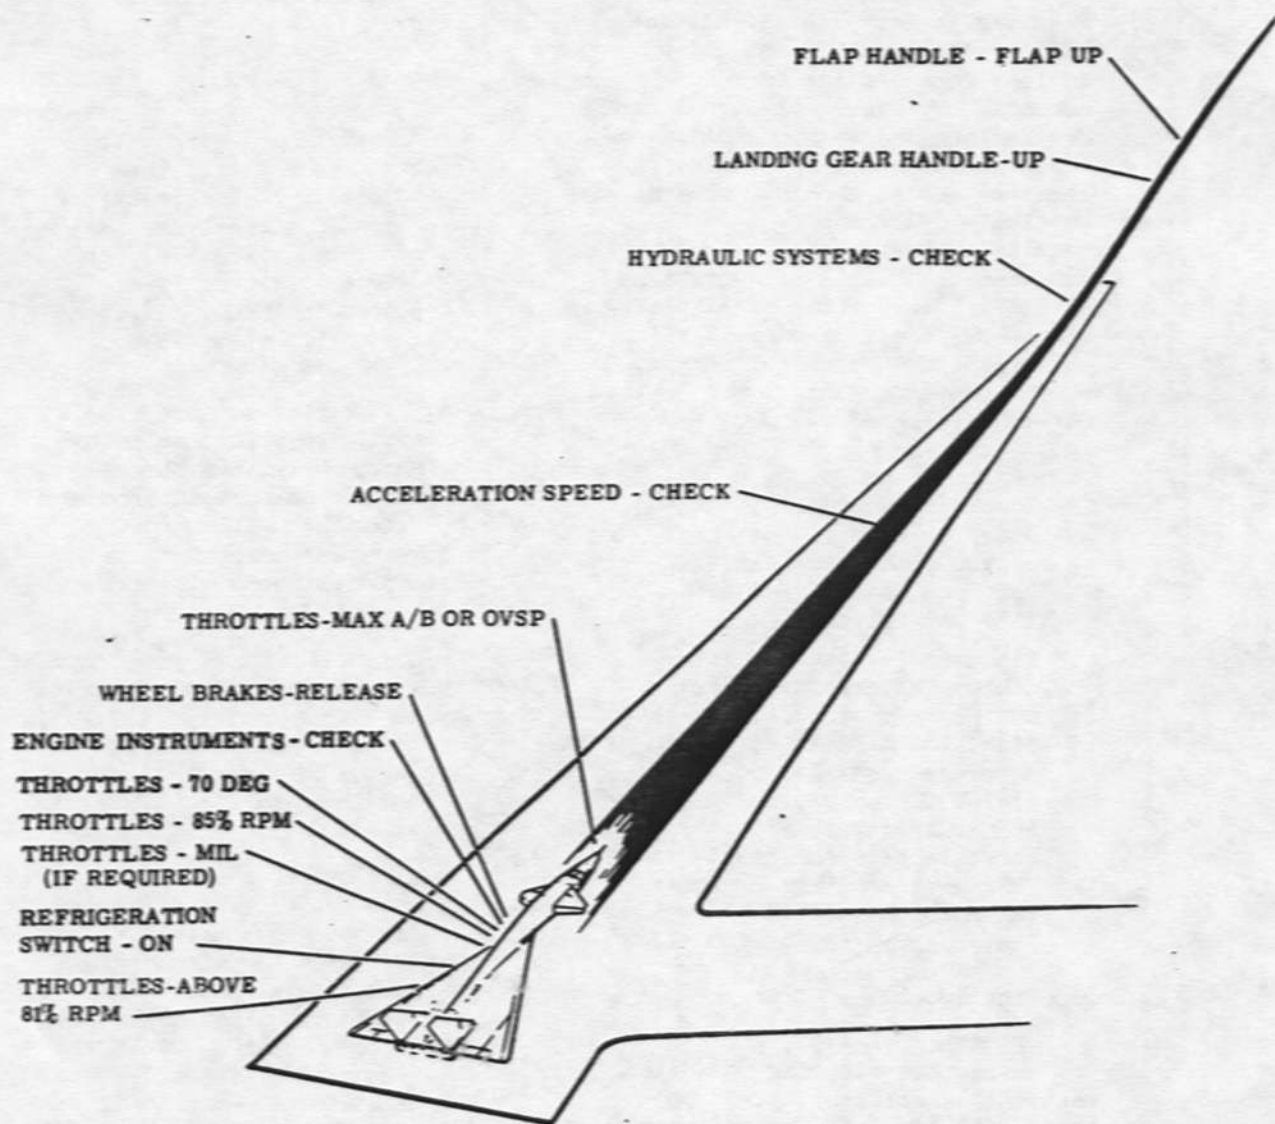 FLAP HANDLE - FLAP UP
LANDING GEAR HANDLE-UP
HYDRAULIC SYSTEMS - CHECK
ACCELERATION SPEED - CHECK
THROTTLES-MAX A/B OR OVSP
WHEEL BRAKES-RELEASE
ENGINE INSTRUMENTS-CHECK
THROTTLES - 70 DEG
THROTTLES - 85% RPM
THROTTLES - MIL
(IF REQUIRED)
REFRIGERATION
SWITCH - ON
THROTTLES-ABOVE
81% RPM